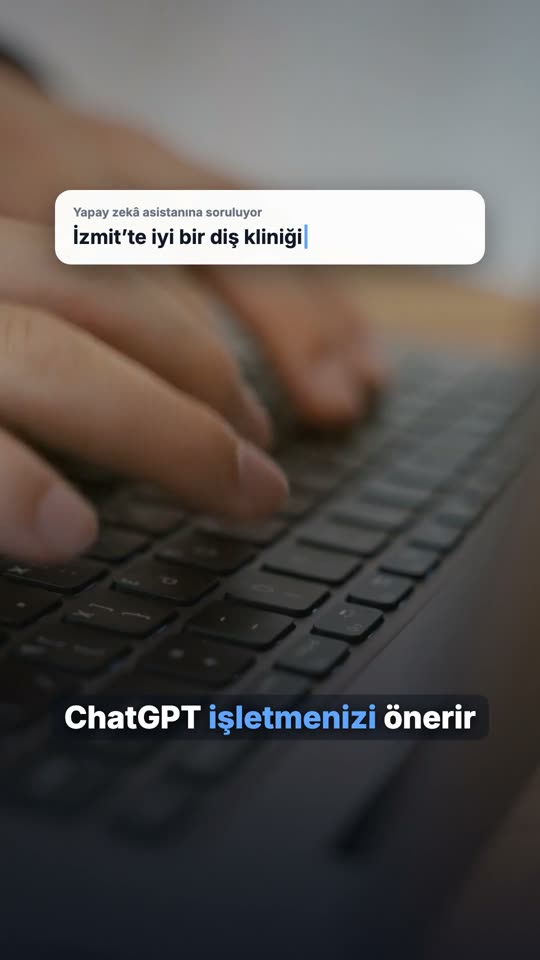 Yapay zekâ asistanına soruluyor
İzmit’te iyi bir diş kliniği
ChatGPT işletmenizi önerir